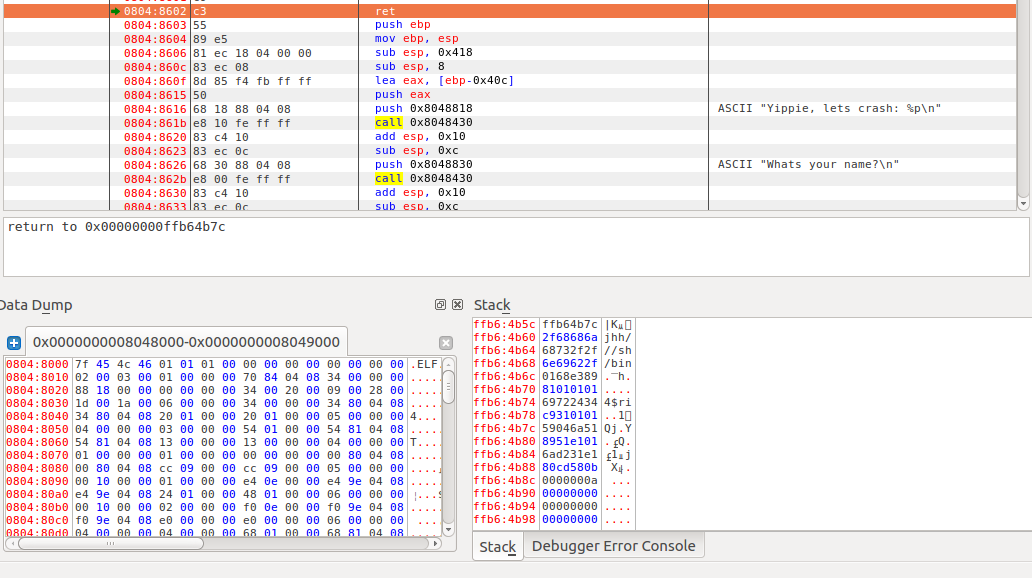 0804:8602 c3 ret
0804:8603 55 push ebp
0804:8604 89 e5 mov ebp, esp
0804:8606 81 ec 18 04 00 00 sub esp, 0x418
0804:860c 83 ec 08 sub esp, 8
0804:860f 8d 85 f4 fb ff ff lea eax, [ebp-0x40c]
0804:8615 50 push eax
0804:8616 68 18 88 04 08 push 0x8048818 ASCII "Yippie, lets crash: %p\n"
0804:861b e8 10 fe ff ff call 0x8048430
0804:8620 83 c4 10 add esp, 0x10
0804:8623 83 ec 0c sub esp, 0xc
0804:8626 68 30 88 04 08 push 0x8048830 ASCII "Whats your name?\n"
0804:862b e8 00 fe ff ff call 0x8048430
0804:8630 83 c4 10 add esp, 0x10
0804:8633 83 ec 0c sub esp, 0xc
return to 0x00000000ffb64b7c
Data Dump
0x0000000008048000-0x0000000008049000
0804:8000 7f 45 4c 46 01 01 01 00 00 00 00 00 00 00 00 00 .ELF.
0804:8010 02 00 03 00 01 00 00 00 70 84 04 08 34 00 00 00 .....
0804:8020 88 18 00 00 00 00 00 00 34 00 20 00 09 00 28 00 .....
0804:8030 1d 00 1a 00 06 00 00 00 34 00 00 00 34 80 04 08 .....
0804:8040 34 80 04 08 20 01 00 00 20 01 00 00 05 00 00 00 4....
0804:8050 04 00 00 00 03 00 00 00 54 01 00 00 54 81 04 08 .....
0804:8060 54 81 04 08 13 00 00 00 13 00 00 00 04 00 00 00 T....
0804:8070 01 00 00 00 01 00 00 00 00 00 00 00 00 80 04 08 .....
0804:8080 00 80 04 08 cc 09 00 00 cc 09 00 00 05 00 00 00
0804:8090 00 10 00 00 01 00 00 00 e4 0e 00 00 e4 9e 04 08 .....
0804:80a0 e4 9e 04 08 24 01 00 00 48 01 00 00 06 00 00 00
0804:80b0 00 10 00 00 02 00 00 00 f0 0e 00 00 f0 9e 04 08 .....
0804:80c0 f0 9e 04 08 e0 00 00 00 e0 00 00 00 06 00 00 00
0804:80d0 04 00 00 00 04 00 00 00 68 01 00 00 68 81 04 08
Stack
ffb6:4b5c ffb64b7c
ffb6:4b60 2f68686a jhh/
ffb6:4b64 68732f2f //sh
ffb6:4b68 6e69622f /bin
ffb6:4b6c 0168e389
ffb6:4b70 81010101 ....
ffb6:4b74 69722434 4$ri
ffb6:4b78 c9310101
ffb6:4b7c 59046a51 Qj.Y
ffb6:4b80 8951e101
ffb6:4b84 6ad231e1
ffb6:4b88 80cd580b
ffb6:4b8c 0000000a ....
ffb6:4b90 00000000 ....
ffb6:4b94 00000000 ....
ffb6:4b98 00000000 ....
Stack
Debugger Error Console